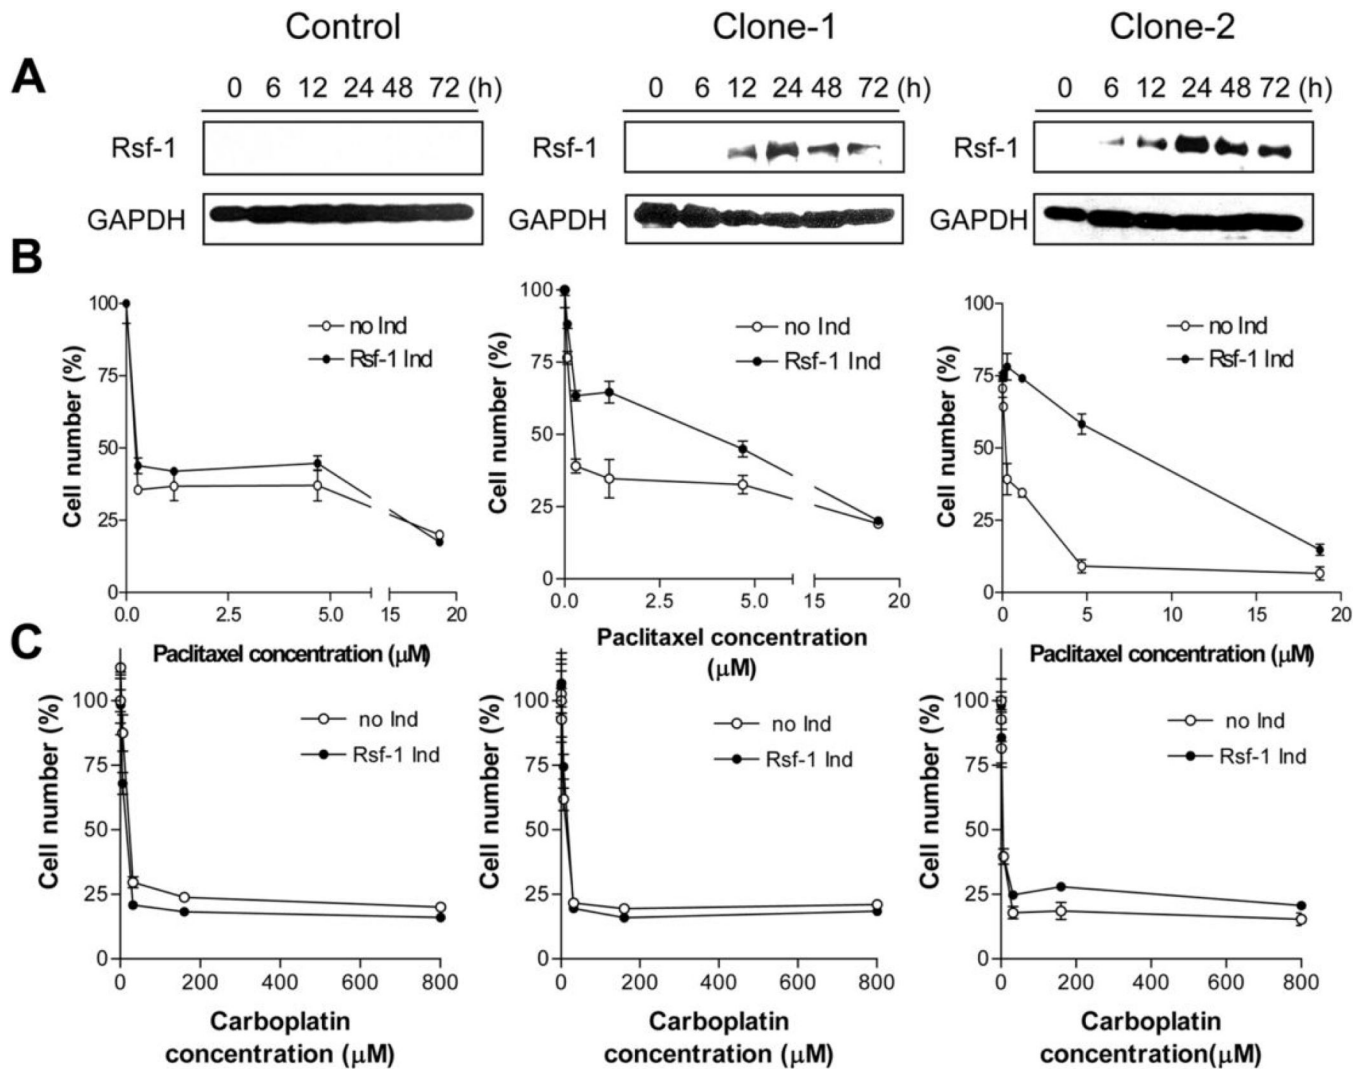 Control Clone-1 Clone-2
A
0 6 12 24 48 72 (h) 0 6 12 24 48 72 (h) 0 6 12 24 48 72 (h)
Rsf-1 Rsf-1 Rsf-1
GAPDH GAPDH GAPDH
B
Cell number (%)
100
75
50
25
0
no Ind
Rsf-1 Ind
0.0 2.5 5.0 15 20
Paclitaxel concentration (μM)
Cell number (%)
100
75
50
25
0
no Ind
Rsf-1 Ind
0.0 2.5 5.0 15 20
Paclitaxel concentration
(μM)
Cell number (%)
100
75
50
25
0
no Ind
Rsf-1 Ind
0 5 10 15 20
Paclitaxel concentration (μM)
C
Cell number (%)
100
75
50
25
0
no Ind
Rsf-1 Ind
0 200 400 600 800
Carboplatin
concentration (μM)
Cell number (%)
100
75
50
25
0
no Ind
Rsf-1 Ind
0 200 400 600 800
Carboplatin
concentration (μM)
Cell number (%)
100
75
50
25
0
no Ind
Rsf-1 Ind
0 200 400 600 800
Carboplatin
concentration(μM)